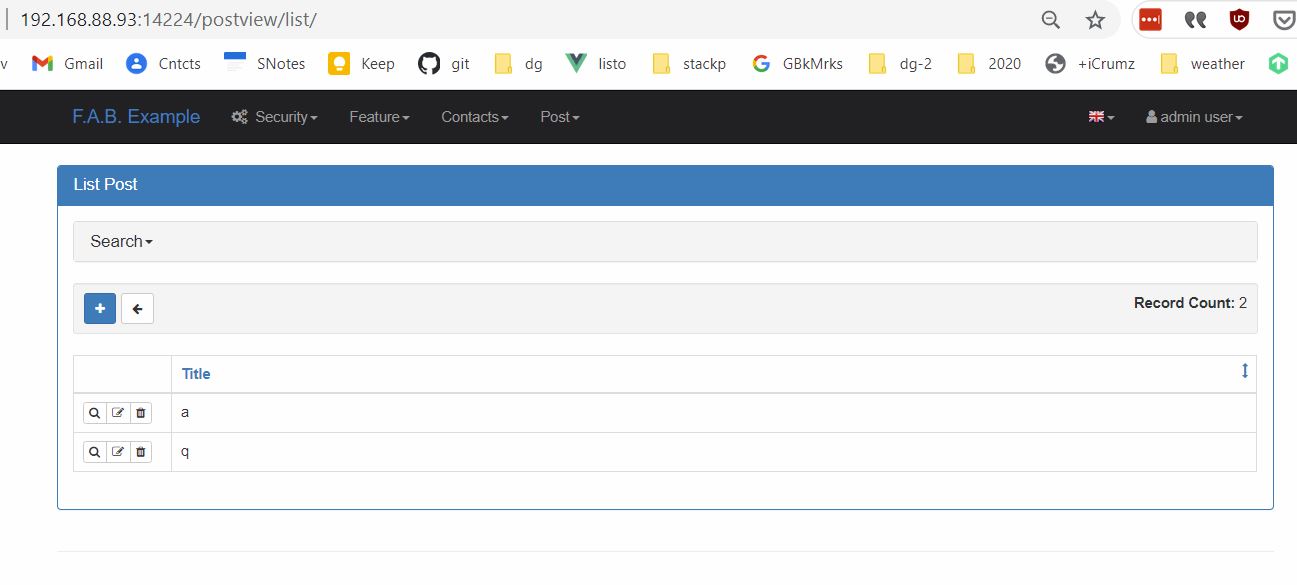 192.168.88.93:14224/postview/list/
v Gmail Cntcts SNotes Keep git dg listo stackp GBkMrks dg-2 2020 +iCrumz weather
F.A.B. Example Security Feature Contacts Post admin user
List Post
Search
Record Count: 2
Title
a
q